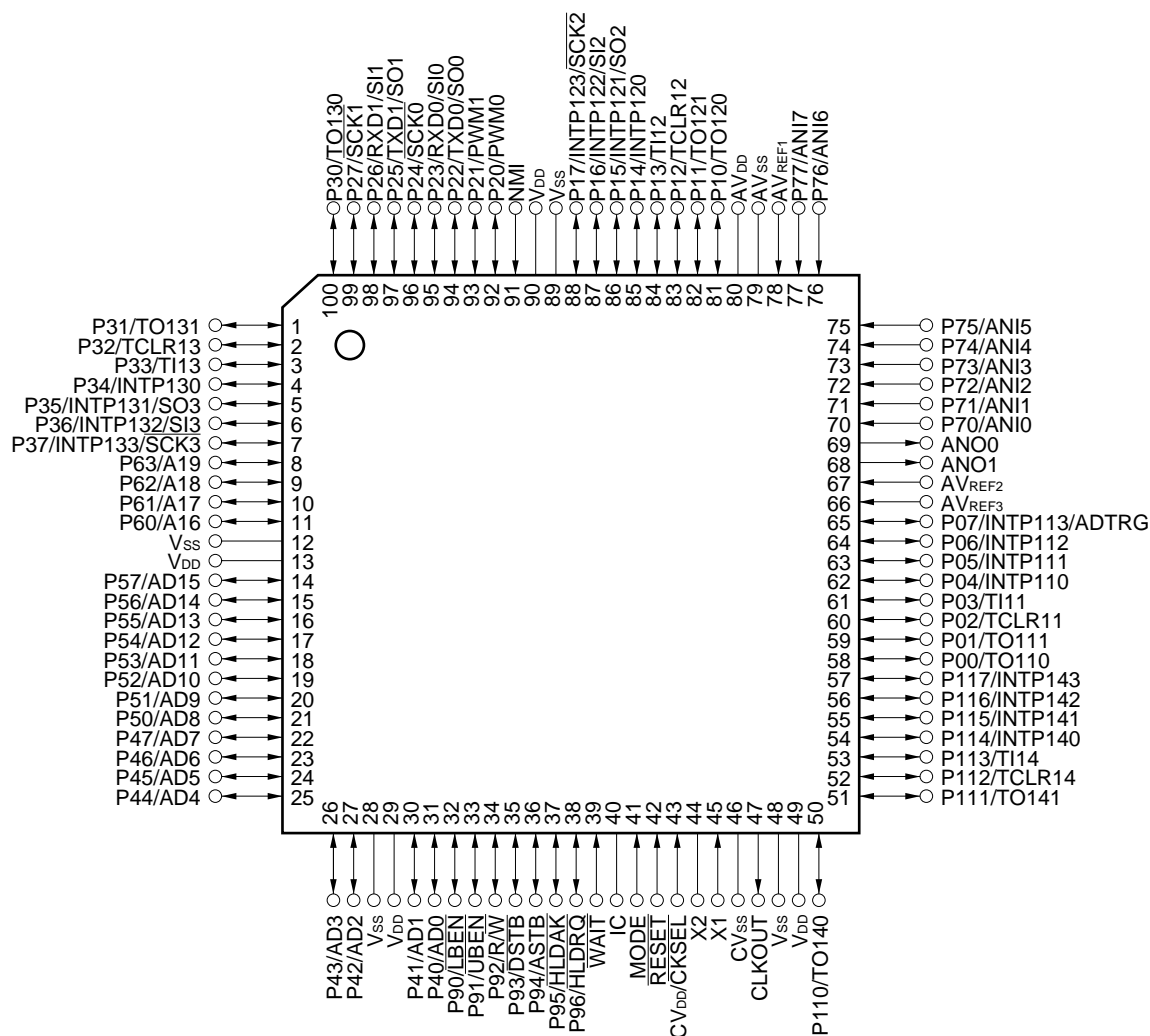 P30/TO130
P27/SCK1
P26/RXD1/SI1
P25/TXD1/SO1
P24/SCK0
P23/RXD0/SI0
P22/TXD0/SO0
P21/PWM1
P20/PWM0
NMI
VDD
VSS
P17/INTP123/SCK2
P16/INTP122/SI2
P15/INTP121/SO2
P14/INTP120
P13/TI12
P12/TCLR12
P11/TO121
P10/TO120
AVDD
AVSS
AVREF1
P77/ANI7
P76/ANI6
100
99
98
97
96
95
94
93
92
91
90
89
88
87
86
85
84
83
82
81
80
79
78
77
76
P31/TO131 1
P32/TCLR13 2
P33/TI13 3
P34/INTP130 4
P35/INTP131/SO3 5
P36/INTP132/SI3 6
P37/INTP133/SCK3 7
P63/A19 8
P62/A18 9
P61/A17 10
P60/A16 11
VSS 12
VDD 13
P57/AD15 14
P56/AD14 15
P55/AD13 16
P54/AD12 17
P53/AD11 18
P52/AD10 19
P51/AD9 20
P50/AD8 21
P47/AD7 22
P46/AD6 23
P45/AD5 24
P44/AD4 25
75 P75/ANI5
74 P74/ANI4
73 P73/ANI3
72 P72/ANI2
71 P71/ANI1
70 P70/ANI0
69 ANO0
68 ANO1
67 AVREF2
66 AVREF3
65 P07/INTP113/ADTRG
64 P06/INTP112
63 P05/INTP111
62 P04/INTP110
61 P03/TI11
60 P02/TCLR11
59 P01/TO111
58 P00/TO110
57 P117/INTP143
56 P116/INTP142
55 P115/INTP141
54 P114/INTP140
53 P113/TI14
52 P112/TCLR14
51 P111/TO141
26
27
28
29
30
31
32
33
34
35
36
37
38
39
40
41
42
43
44
45
46
47
48
49
50
P43/AD3
P42/AD2
VSS
VDD
P41/AD1
P40/AD0
P90/LBEN
P91/UBEN
P92/R/W
P93/DSTB
P94/ASTB
P95/HLDAK
P96/HLDRQ
WAIT
IC
MODE
RESET
CVDD/CKSEL
X2
X1
CVSS
CLKOUT
VSS
VDD
P110/TO140